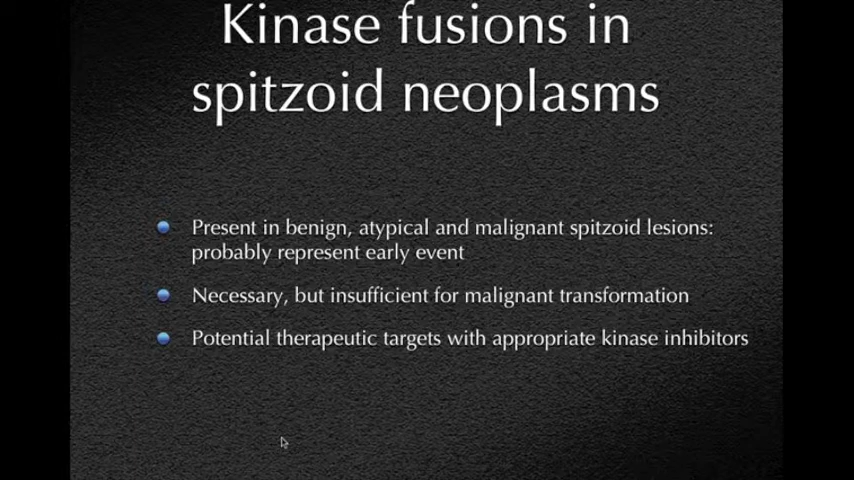 Kinase fusions in
spitzoid neoplasms
Present in benign, atypical and malignant spitzoid lesions:
probably represent early event
Necessary, but insufficient for malignant transformation
Potential therapeutic targets with appropriate kinase inhibitors